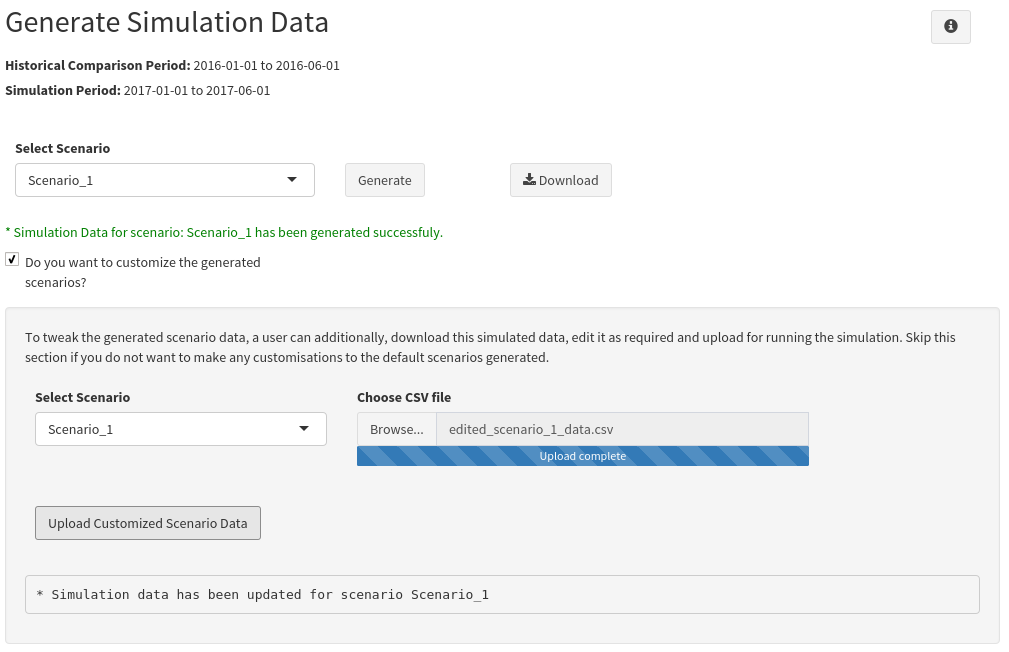 Generate Simulation Data
Historical Comparison Period: 2016-01-01 to 2016-06-01
Simulation Period: 2017-01-01 to 2017-06-01
Select Scenario
Scenario_1
Generate
Download
* Simulation Data for scenario: Scenario_1 has been generated successfuly.
Do you want to customize the generated
scenarios?
To tweak the generated scenario data, a user can additionally, download this simulated data, edit it as required and upload for running the simulation. Skip this
section if you do not want to make any customisations to the default scenarios generated.
Select Scenario
Choose CSV file
Scenario_1
Browse...
edited_scenario_1_data.csv
Upload complete
Upload Customized Scenario Data
* Simulation data has been updated for scenario Scenario_1